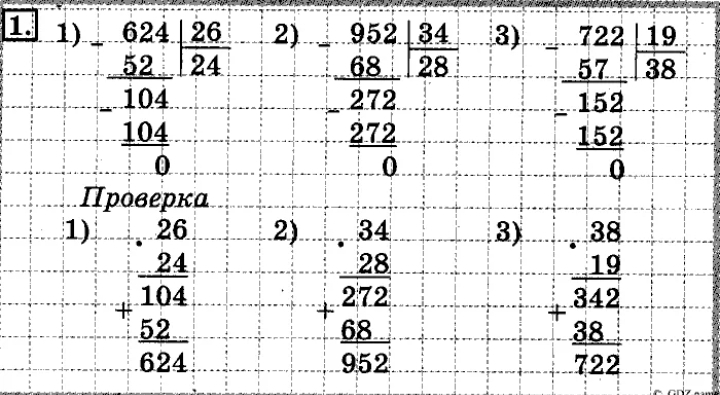 1. 1) - 624 | 26 2) - 952 | 34 3) - 722 | 19
52 | 24 68 | 28 57 | 38
- 104 - 272 - 152
104 272 152
0 0 0
Проверка
1) · 26 2) · 34 3) · 38
24 28 19
+ 104 + 272 + 342
52 68 38
624 952 722